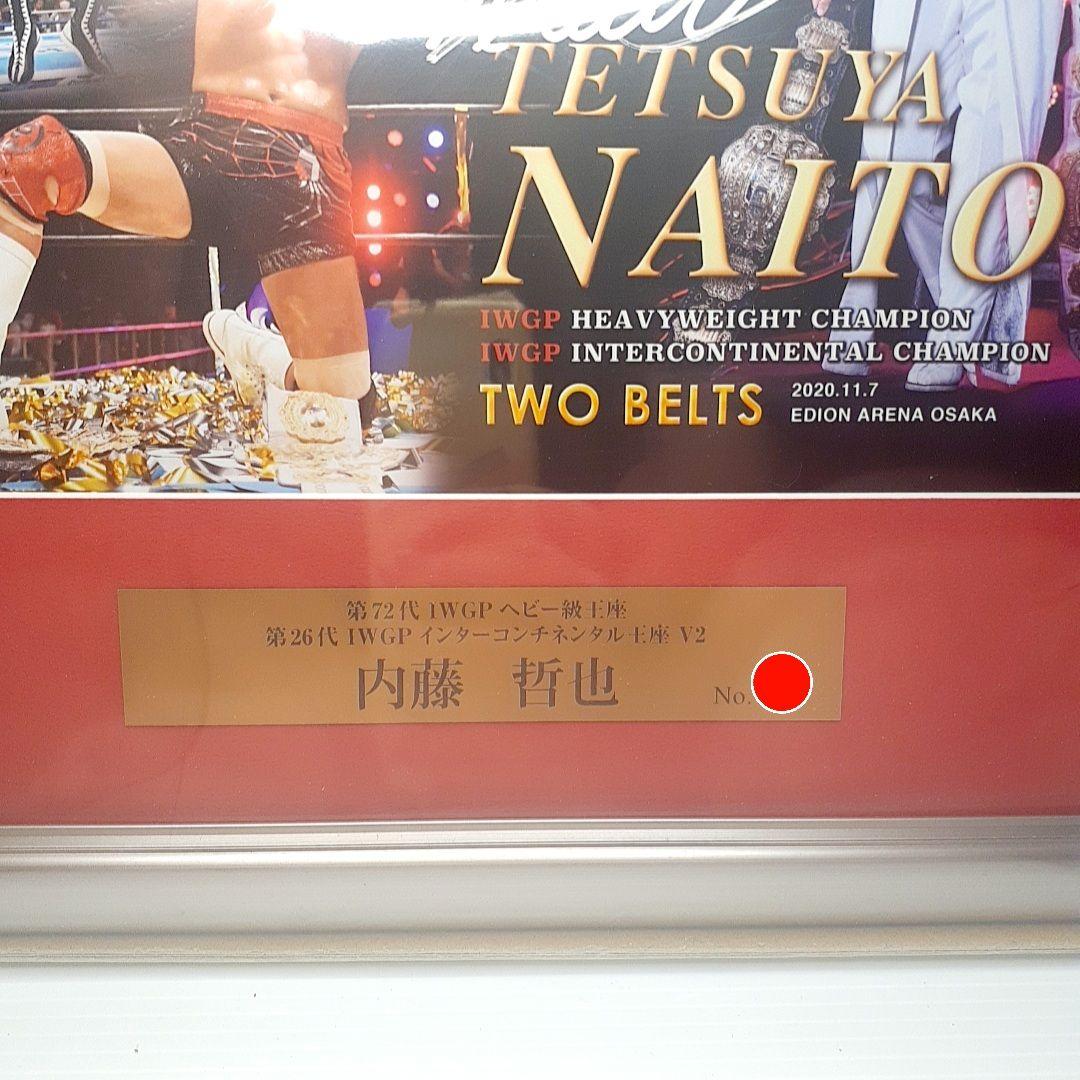 TETSUYA
NAITO
IWGP HEAVYWEIGHT CHAMPION
IWGP INTERCONTINENTAL CHAMPION
TWO BELTS
2020.11.7
EDION ARENA OSAKA
第72代 IWGP ヘビー級王座
第26代 IWGP インターコンチネンタル王座 V2
内藤 哲也
No.